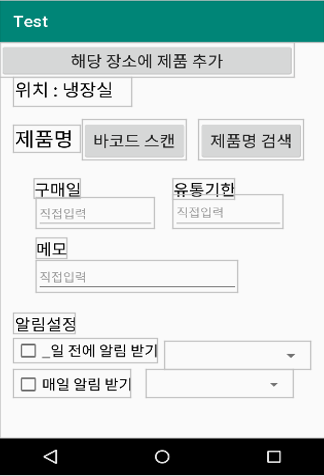 Test
해당 장소에 제품 추가
위치 : 냉장실
제품명 바코드 스캔 제품명 검색
구매일 유통기한
직접입력 직접입력
메모
직접입력
알림설정
_일 전에 알림 받기
매일 알림 받기